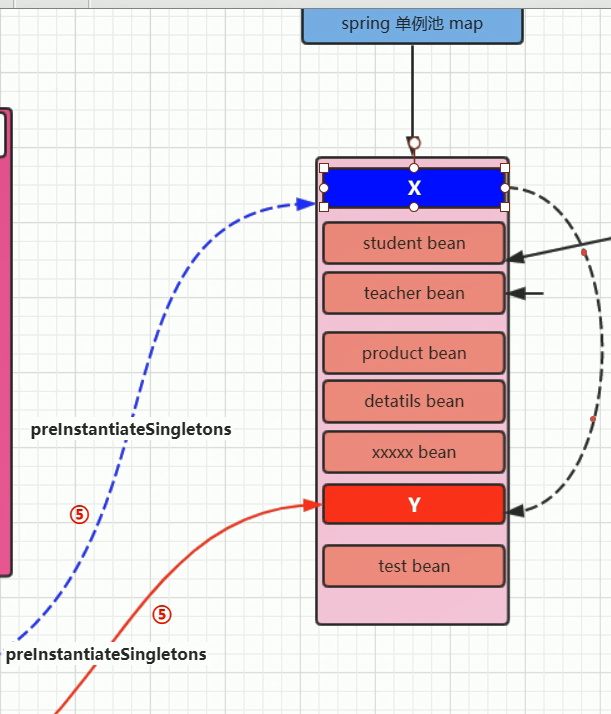 spring 单例池 map
X
student bean
teacher bean
product bean
detatils bean
preInstantiateSingletons
xxxxx bean
Y
⑤
test bean
⑤
preInstantiateSingletons